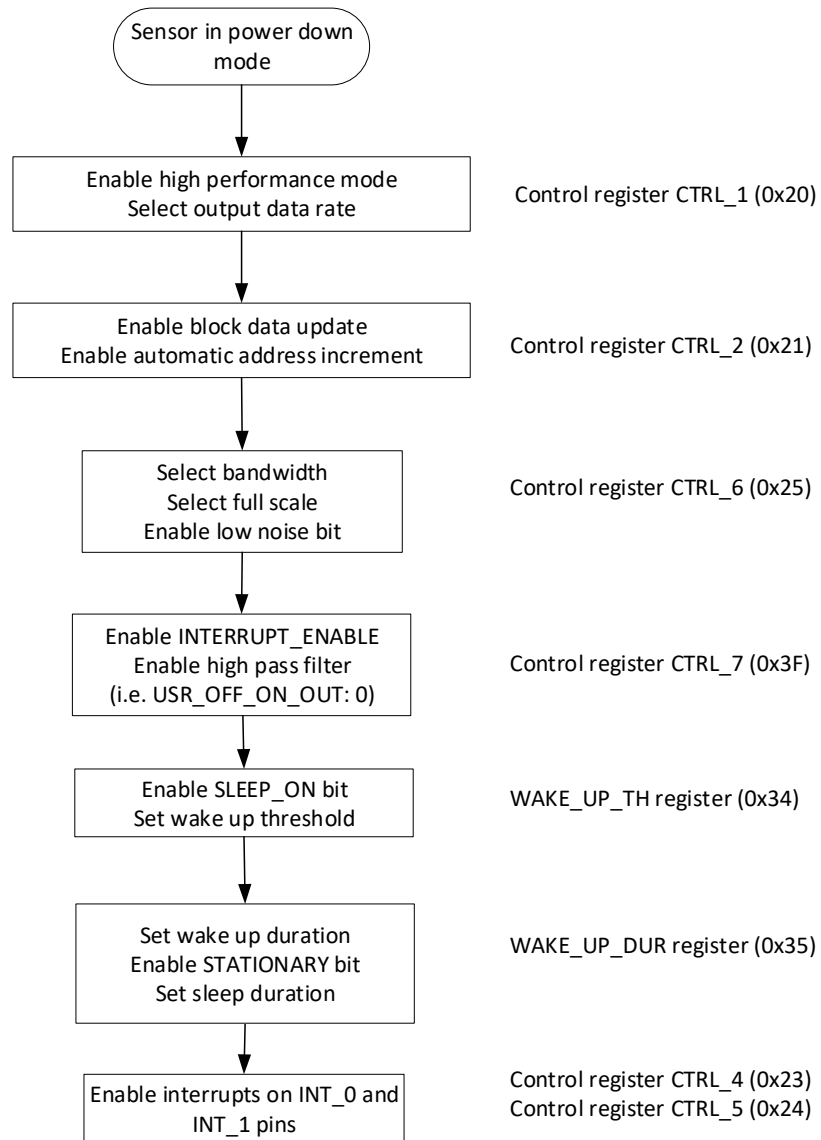 Sensor in power down
mode
Enable high performance mode
Select output data rate
Control register CTRL_1 (0x20)
Enable block data update
Enable automatic address increment
Control register CTRL_2 (0x21)
Select bandwidth
Select full scale
Enable low noise bit
Control register CTRL_6 (0x25)
Enable INTERRUPT_ENABLE
Enable high pass filter
(i.e. USR_OFF_ON_OUT: 0)
Control register CTRL_7 (0x3F)
Enable SLEEP_ON bit
Set wake up threshold
WAKE_UP_TH register (0x34)
Set wake up duration
Enable STATIONARY bit
Set sleep duration
WAKE_UP_DUR register (0x35)
Enable interrupts on INT_0 and
INT_1 pins
Control register CTRL_4 (0x23)
Control register CTRL_5 (0x24)